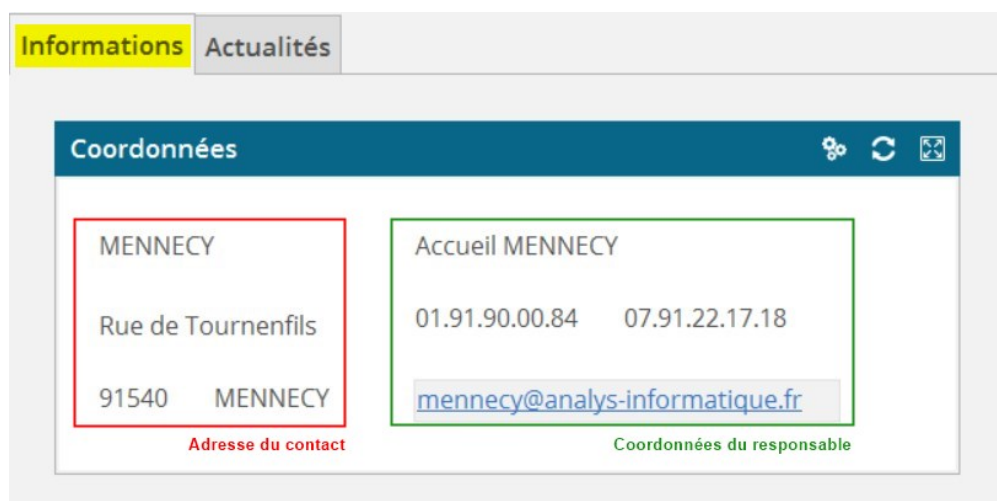 Informations Actualités
Coordonnées
MENNECY
Rue de Tournenfils
91540 MENNECY
Adresse du contact
Accueil MENNECY
01.91.90.00.84 07.91.22.17.18
mennecy@analys-informatique.fr
Coordonnées du responsable